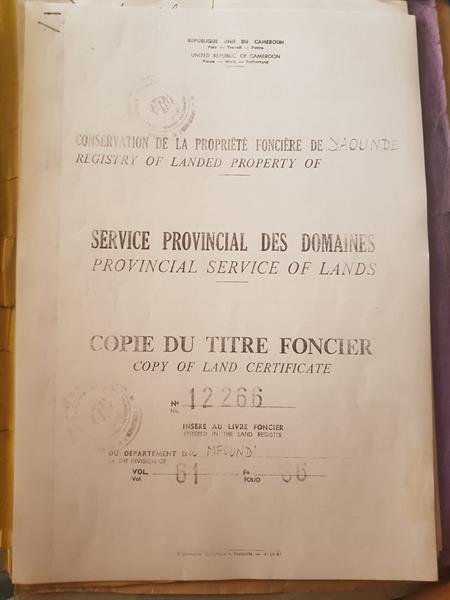 REPUBLIQUE UNIE DU CAMEROUN
Paix — Travail — Patrie
UNITED REPUBLIC OF CAMEROON
Peace — Work — Fatherland
CONSERVATION DE LA PROPRIÉTÉ FONCIÈRE DE YAOUNDE
REGISTRY OF LANDED PROPERTY OF
SERVICE PROVINCIAL DES DOMAINES
PROVINCIAL SERVICE OF LANDS
COPIE DU TITRE FONCIER
COPY OF LAND CERTIFICATE
Nº 12266
No.
INSERE AU LIVRE FONCIER
ENTERED IN THE LAND REGISTER
DU DEPARTEMENT du MFOUNDI
OF THE DIVISION OF
VOL. 61 Fo 66
Vol. FOLIO